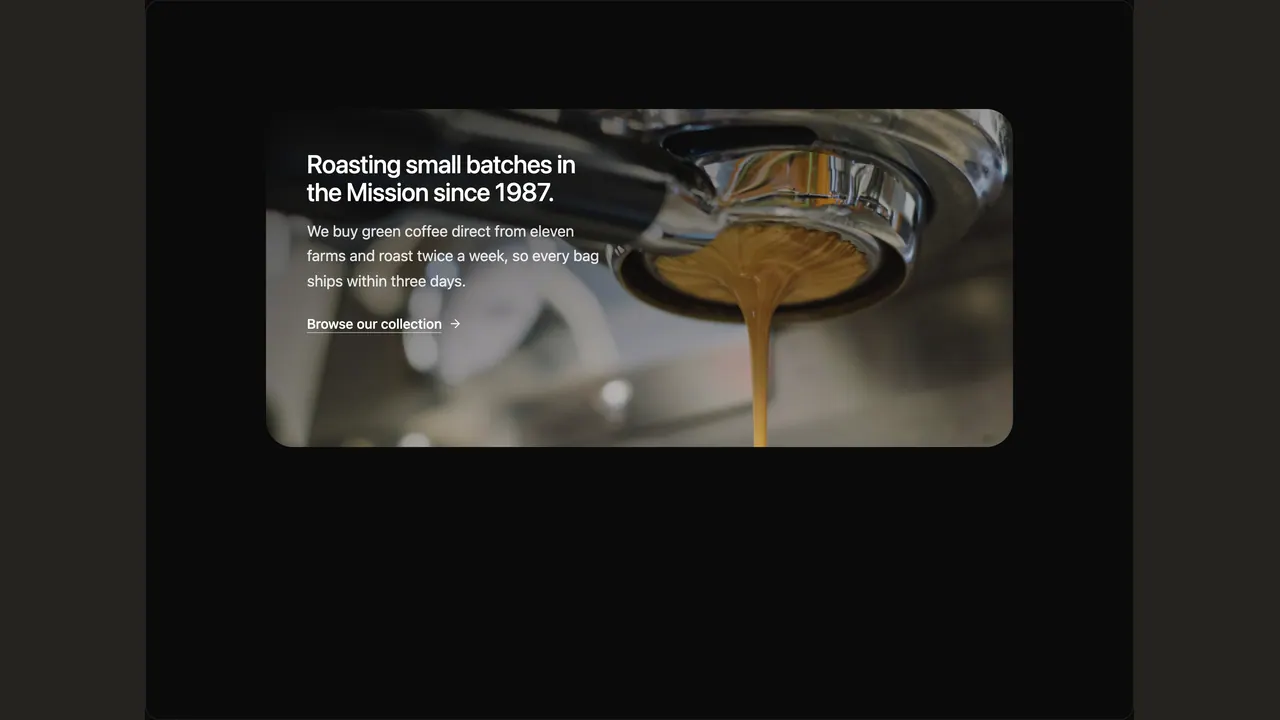 Roasting small batches in
the Mission since 1987.
We buy green coffee direct from eleven
farms and roast twice a week, so every bag
ships within three days.
Browse our collection →